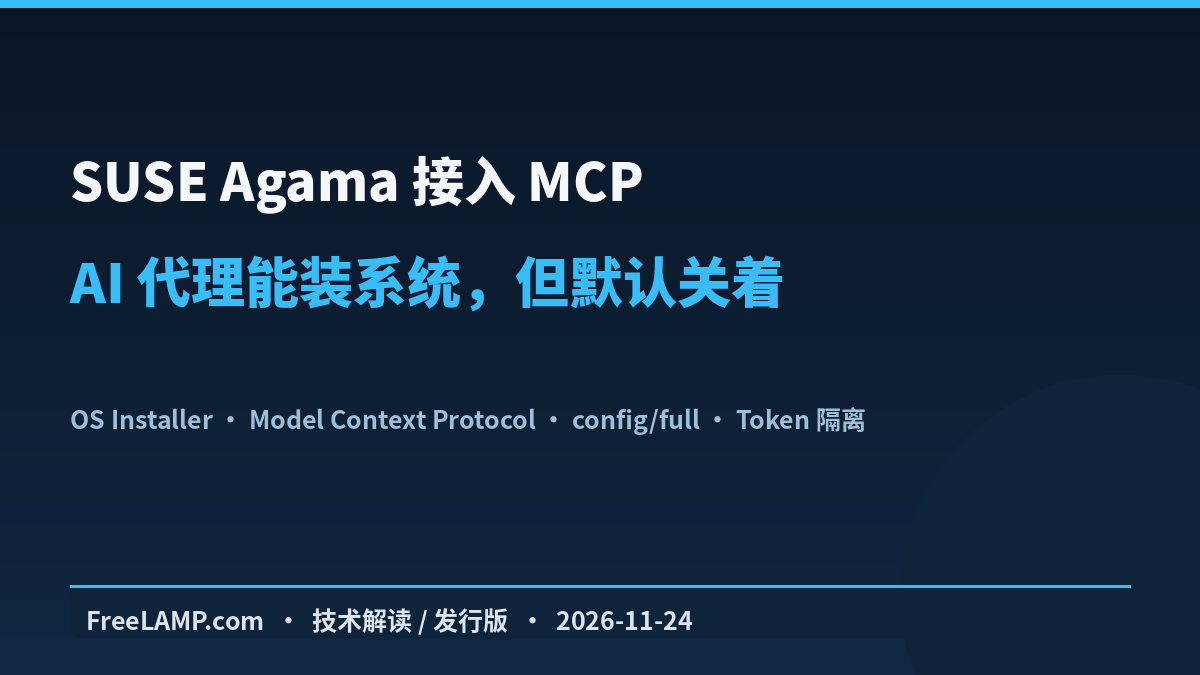 SUSE Agama 接入 MCP
AI 代理能装系统，但默认关着
OS Installer · Model Context Protocol · config/full · Token 隔离
FreeLAMP.com · 技术解读 / 发行版 · 2026-11-24